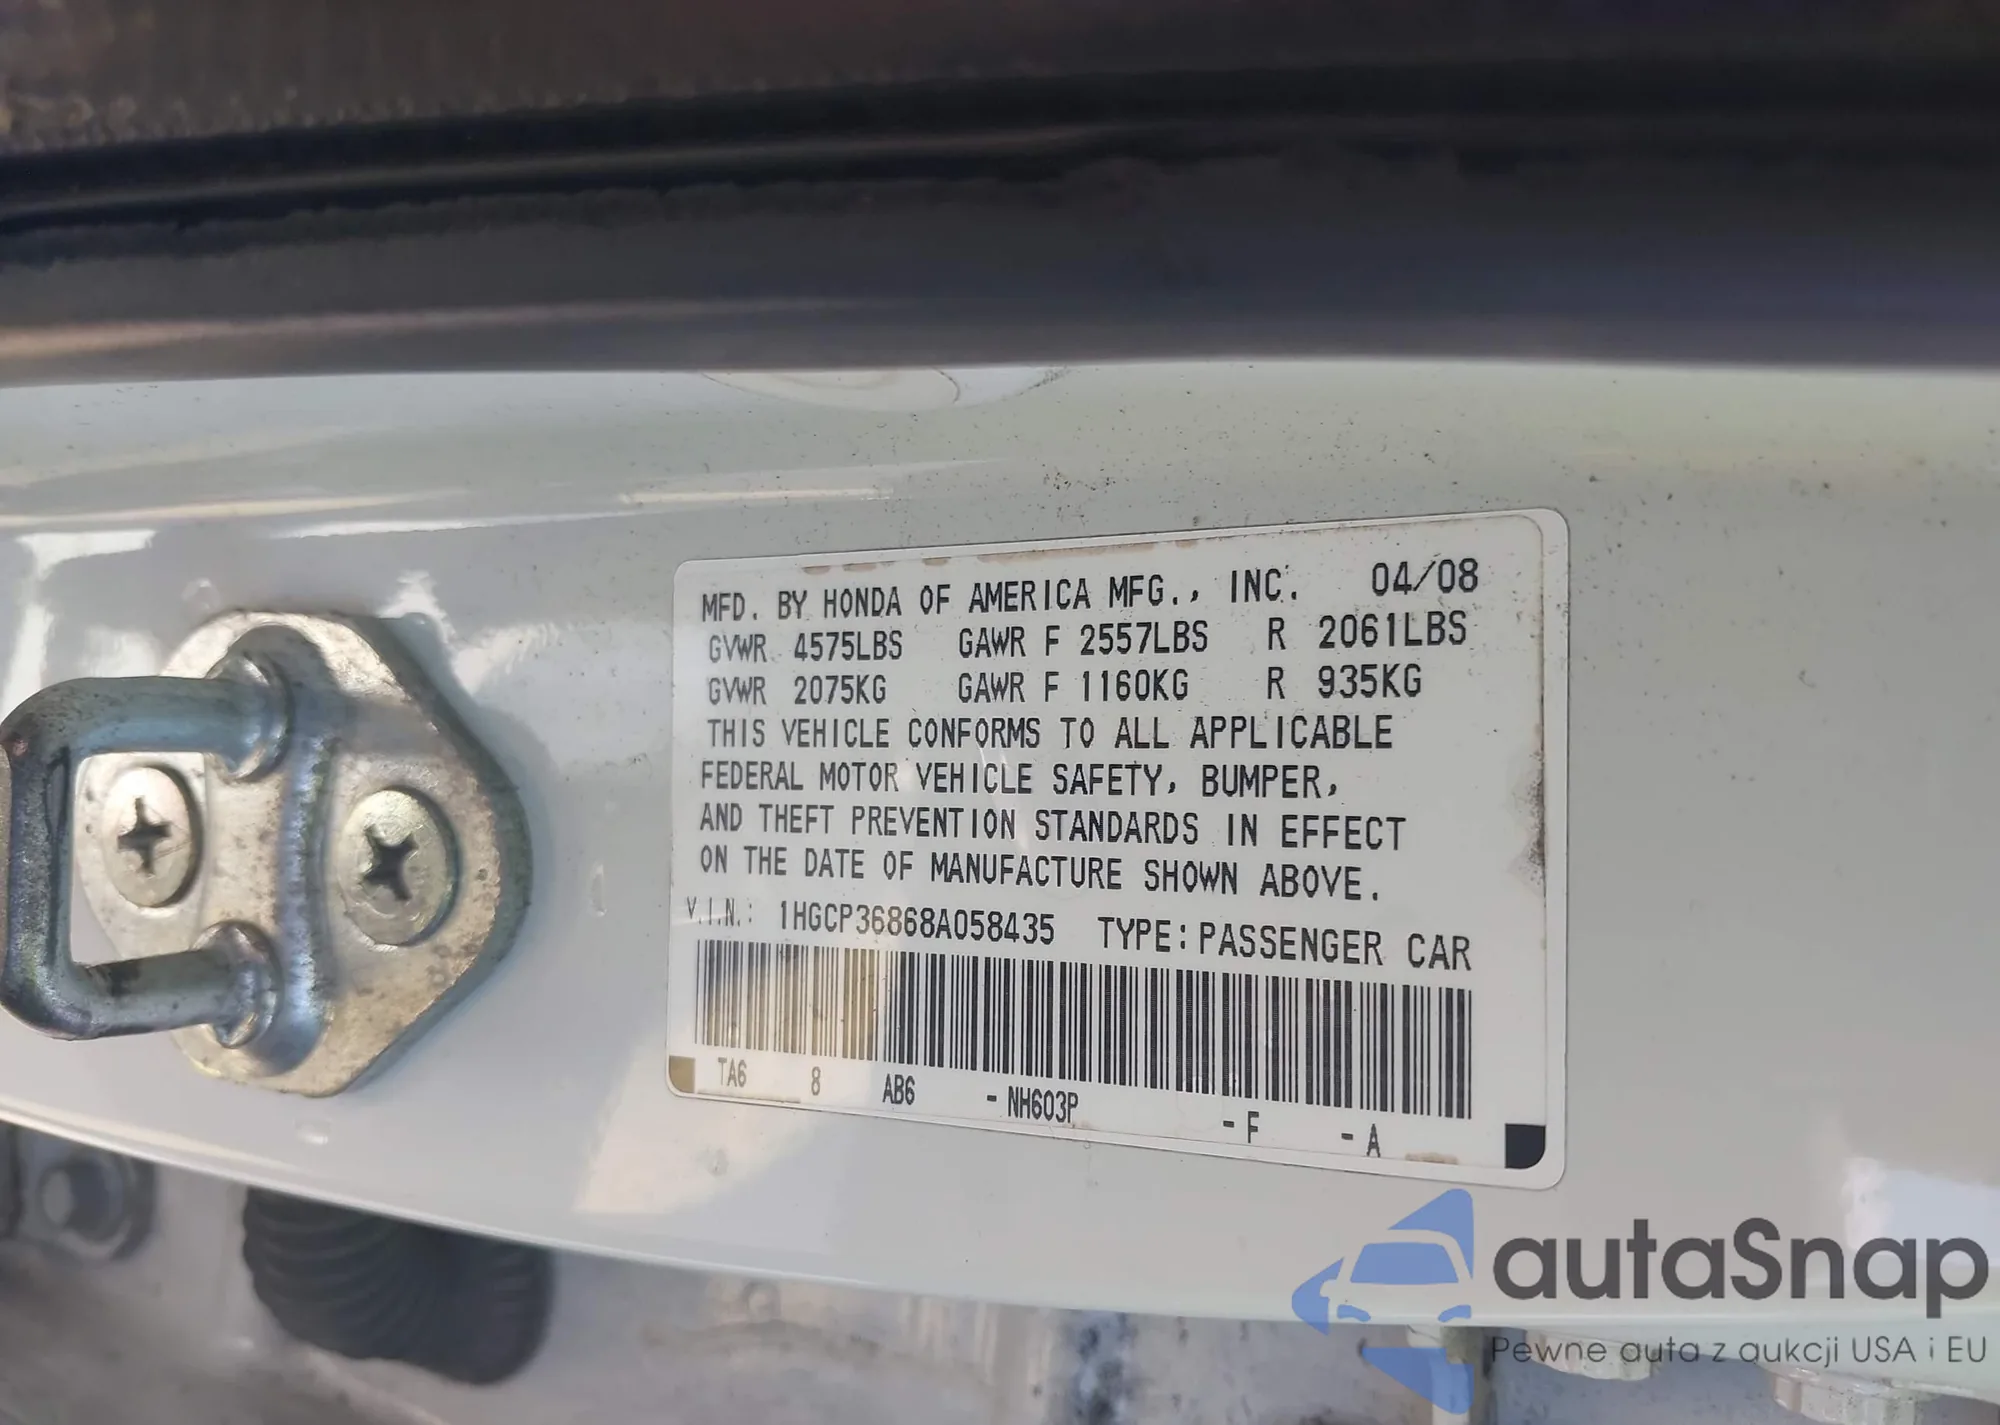 MFD. BY HONDA OF AMERICA MFG., INC. 04/08
GVWR 4575LBS GAWR F 2557LBS R 2061LBS
GVWR 2075KG GAWR F 1160KG R 935KG
THIS VEHICLE CONFORMS TO ALL APPLICABLE
FEDERAL MOTOR VEHICLE SAFETY, BUMPER,
AND THEFT PREVENTION STANDARDS IN EFFECT
ON THE DATE OF MANUFACTURE SHOWN ABOVE.
V.I.N.: 1HGCP36868A058435 TYPE: PASSENGER CAR
TA6 8 AB6 - NH603P - F - A
autaSnap
Pewne auta z aukcji USA i EU